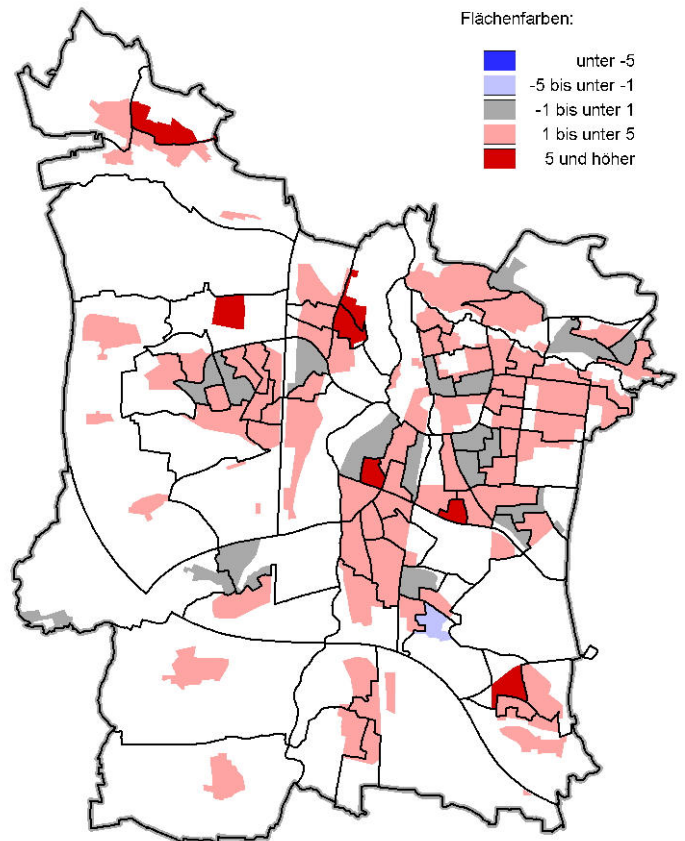 Flächenfarben:
unter -5
-5 bis unter -1
-1 bis unter 1
1 bis unter 5
5 und höher